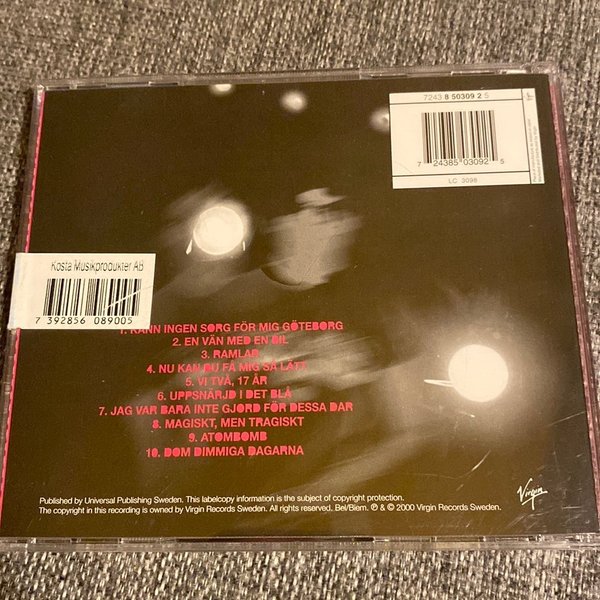 7243 8 50309 2 5
7 24385 03092 5
LC 3098
Kosta Musikprodukter AB
7 392856 089005
1. KÄNN INGEN SORG FÖR MIG GÖTEBORG
2. EN VÄN MED EN BIL
3. RAMLAR
4. NU KAN DU FÅ MIG SÅ LÄTT
5. VI TVÅ, 17 ÅR
6. UPPSNÄRJD I DET BLÅ
7. JAG VAR BARA INTE GJORD FÖR DESSA DAR
8. MAGISKT, MEN TRAGISKT
9. ATOMBOMB
10. DOM DIMMIGA DAGARNA
Published by Universal Publishing Sweden. This labelcopy information is the subject of copyright protection.
The copyright in this recording is owned by Virgin Records Sweden. All rights reserved. Bel/Biem. ℗ & © 2000 Virgin Records Sweden.
Virgin